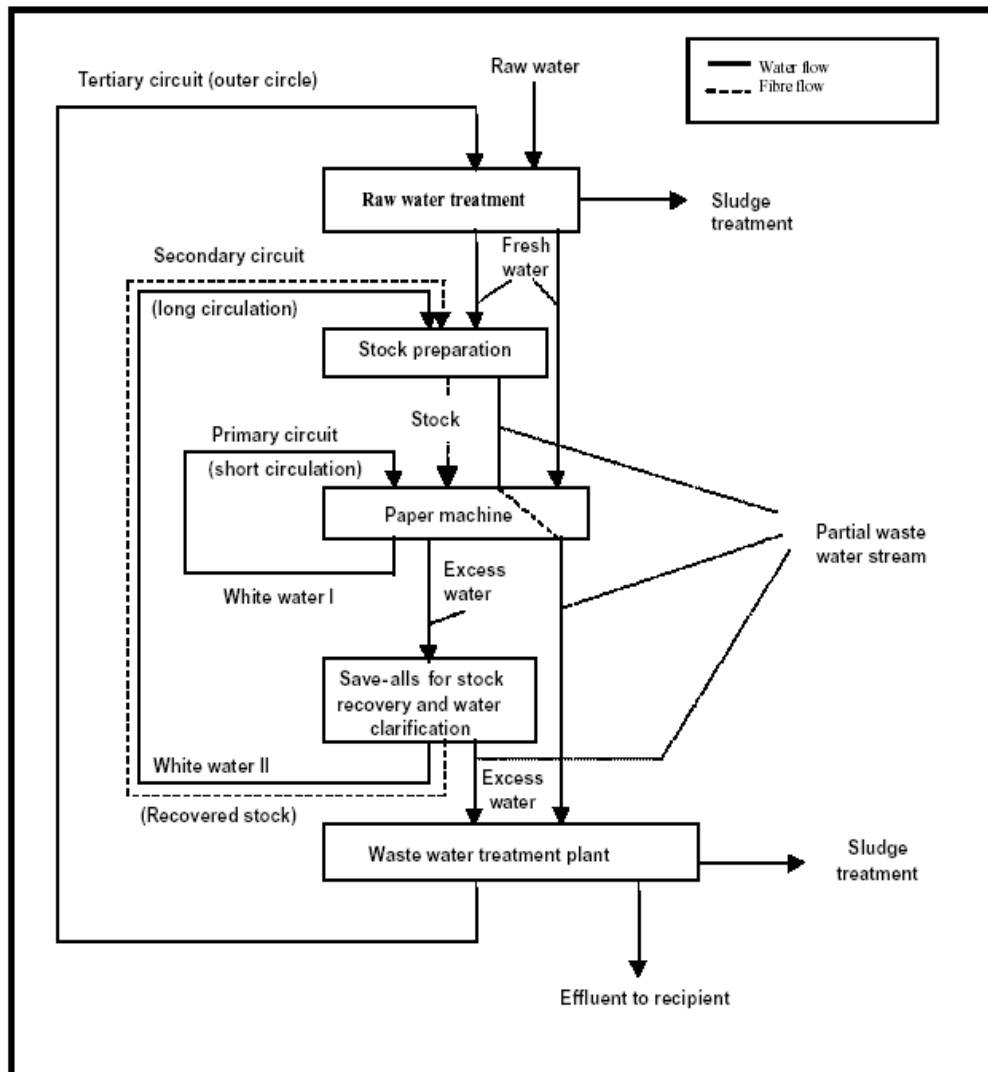 Tertiary circuit (outer circle)
Raw water
Water flow
Fibre flow
Raw water treatment
Sludge
treatment
Fresh
water
Secondary circuit
(long circulation)
Stock preparation
Stock
Primary circuit
(short circulation)
Paper machine
Partial waste
water stream
Excess
water
White water I
Save-alls for stock
recovery and water
clarification
White water II
Excess
water
(Recovered stock)
Waste water treatment plant
Sludge
treatment
Effluent to recipient